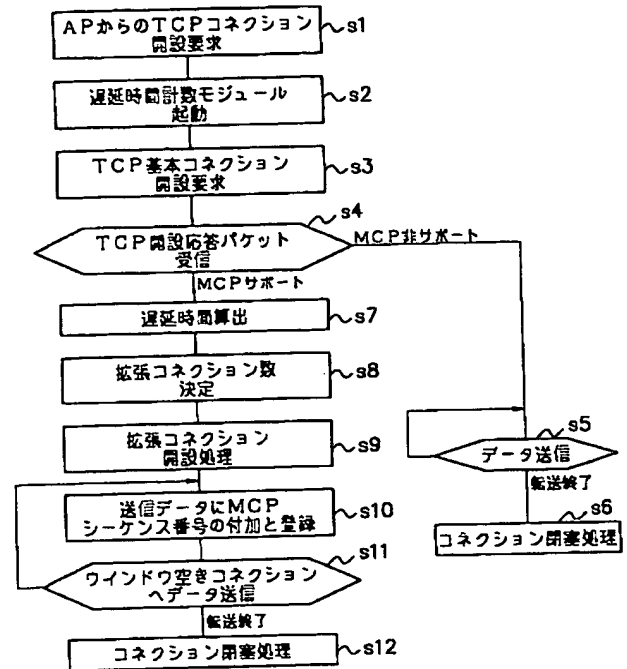 APからのTCPコネクション
開設要求
s1
遅延時間計数モジュール
起動
s2
TCP基本コネクション
開設要求
s3
s4
TCP開設応答パケット
受信
MCP非サポート
MCPサポート
遅延時間算出
s7
拡張コネクション数
決定
s8
拡張コネクション
開設処理
s9
送信データにMCP
シーケンス番号の付加と登録
s10
s11
ウインドウ空きコネクション
へデータ送信
転送終了
コネクション閉塞処理
s12
s5
データ送信
転送終了
s6
コネクション閉塞処理